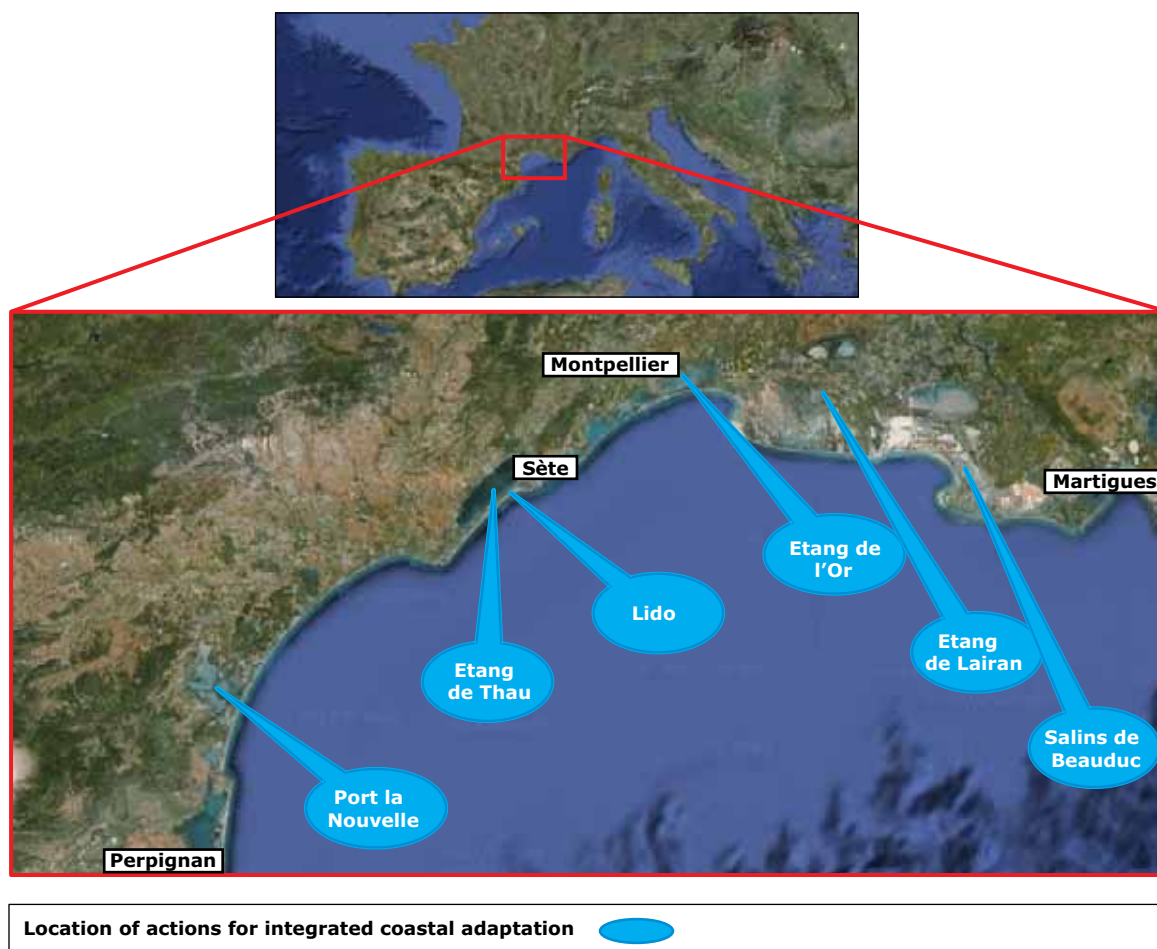 Montpellier
Sète
Martigues
Etang de
l'Or
Lido
Etang
de Lairan
Etang
de Thau
Salins de
Beauduc
Port la
Nouvelle
Perpignan
Location of actions for integrated coastal adaptation